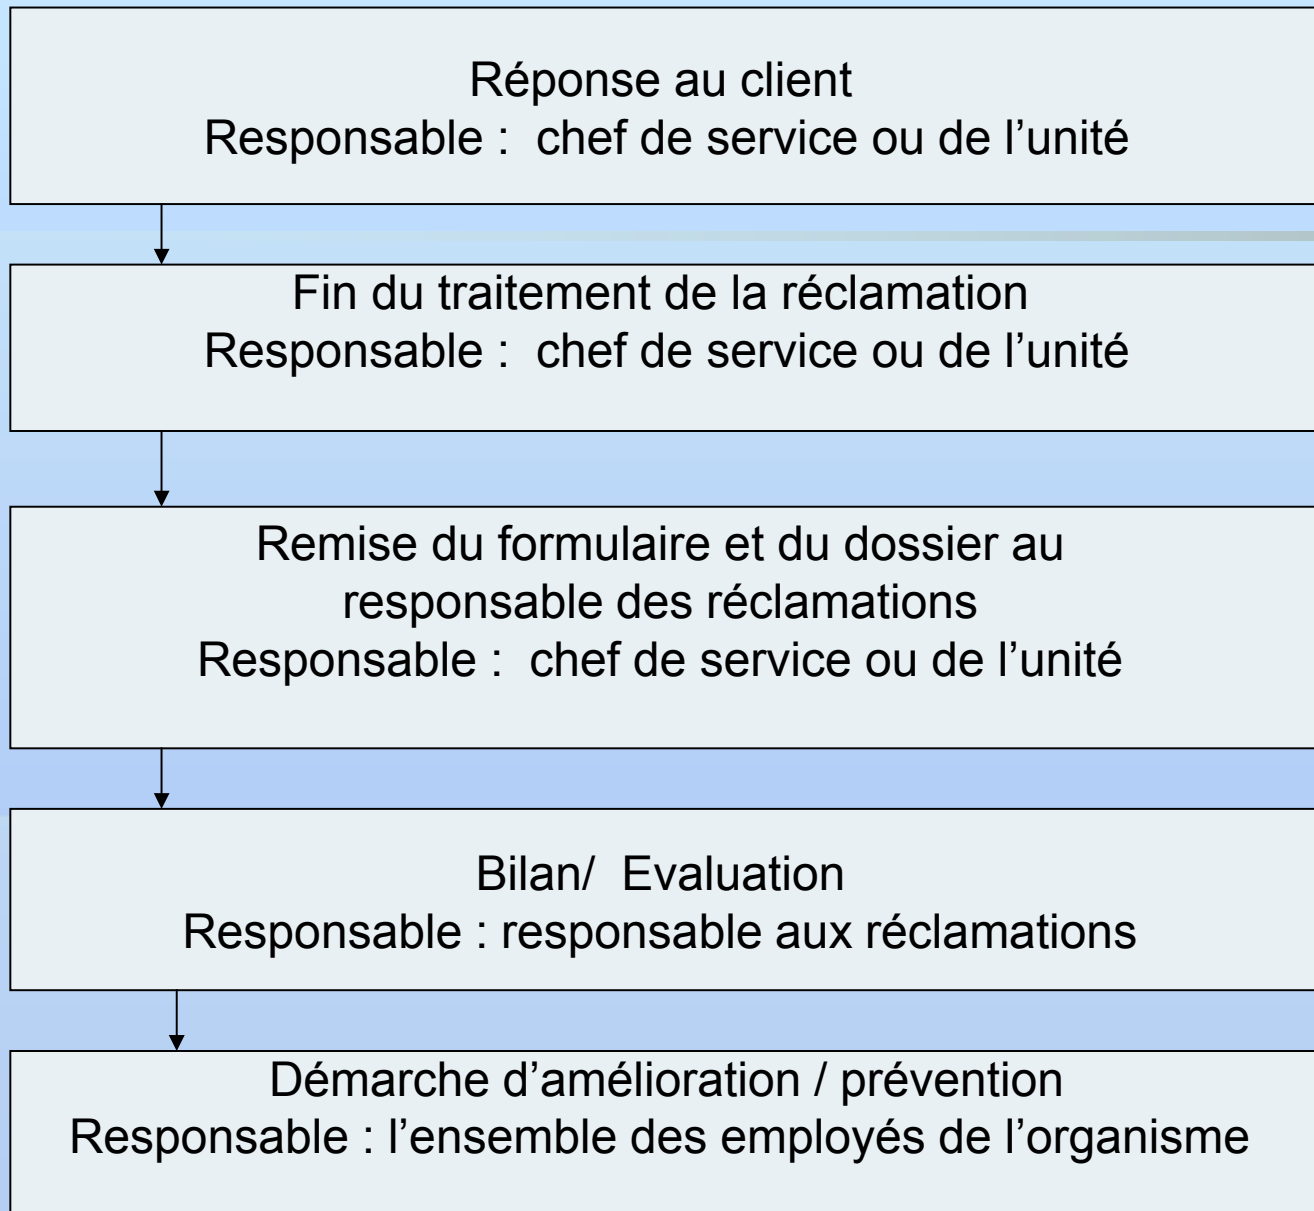 Réponse au client
Responsable :  chef de service ou de l’unité
Fin du traitement de la réclamation
Responsable :  chef de service ou de l’unité
Remise du formulaire et du dossier au
responsable des réclamations
Responsable :  chef de service ou de l’unité
Bilan/  Evaluation
Responsable : responsable aux réclamations
Démarche d’amélioration / prévention
Responsable : l’ensemble des employés de l’organisme